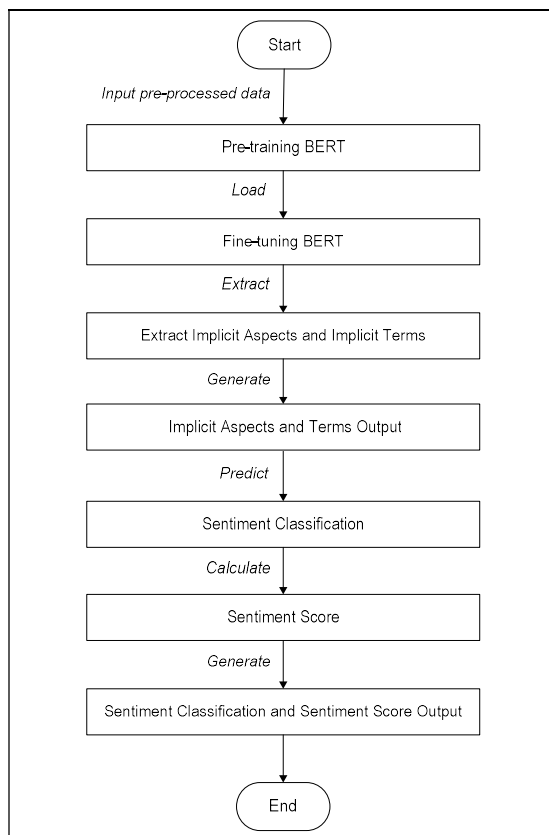 Start
Input pre-processed data
Pre-training BERT
Load
Fine-tuning BERT
Extract
Extract Implicit Aspects and Implicit Terms
Generate
Implicit Aspects and Terms Output
Predict
Sentiment Classification
Calculate
Sentiment Score
Generate
Sentiment Classification and Sentiment Score Output
End